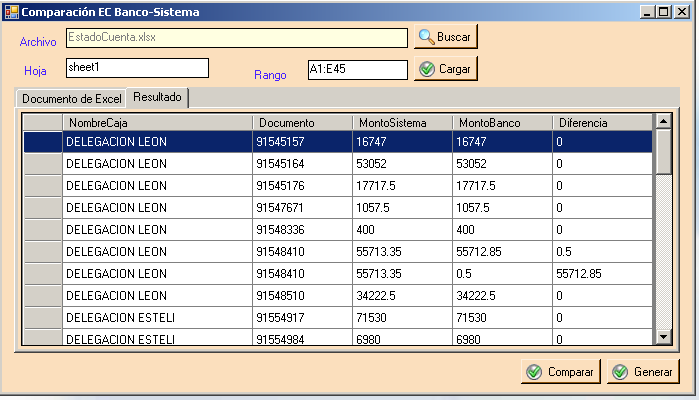 Comparación EC Banco-Sistema
Archivo EstadoCuenta.xlsx Buscar
Hoja sheet1 Rango A1:E45 Cargar
Documento de Excel Resultado
NombreCaja Documento MontoSistema MontoBanco Diferencia
DELEGACION LEON 91545157 16747 16747 0
DELEGACION LEON 91545164 53052 53052 0
DELEGACION LEON 91545176 17717.5 17717.5 0
DELEGACION LEON 91547671 1057.5 1057.5 0
DELEGACION LEON 91548336 400 400 0
DELEGACION LEON 91548410 55713.35 55712.85 0.5
DELEGACION LEON 91548410 55713.35 0.5 55712.85
DELEGACION LEON 91548510 34222.5 34222.5 0
DELEGACION ESTELI 91554917 71530 71530 0
DELEGACION ESTELI 91554984 6980 6980 0
Comparar Generar